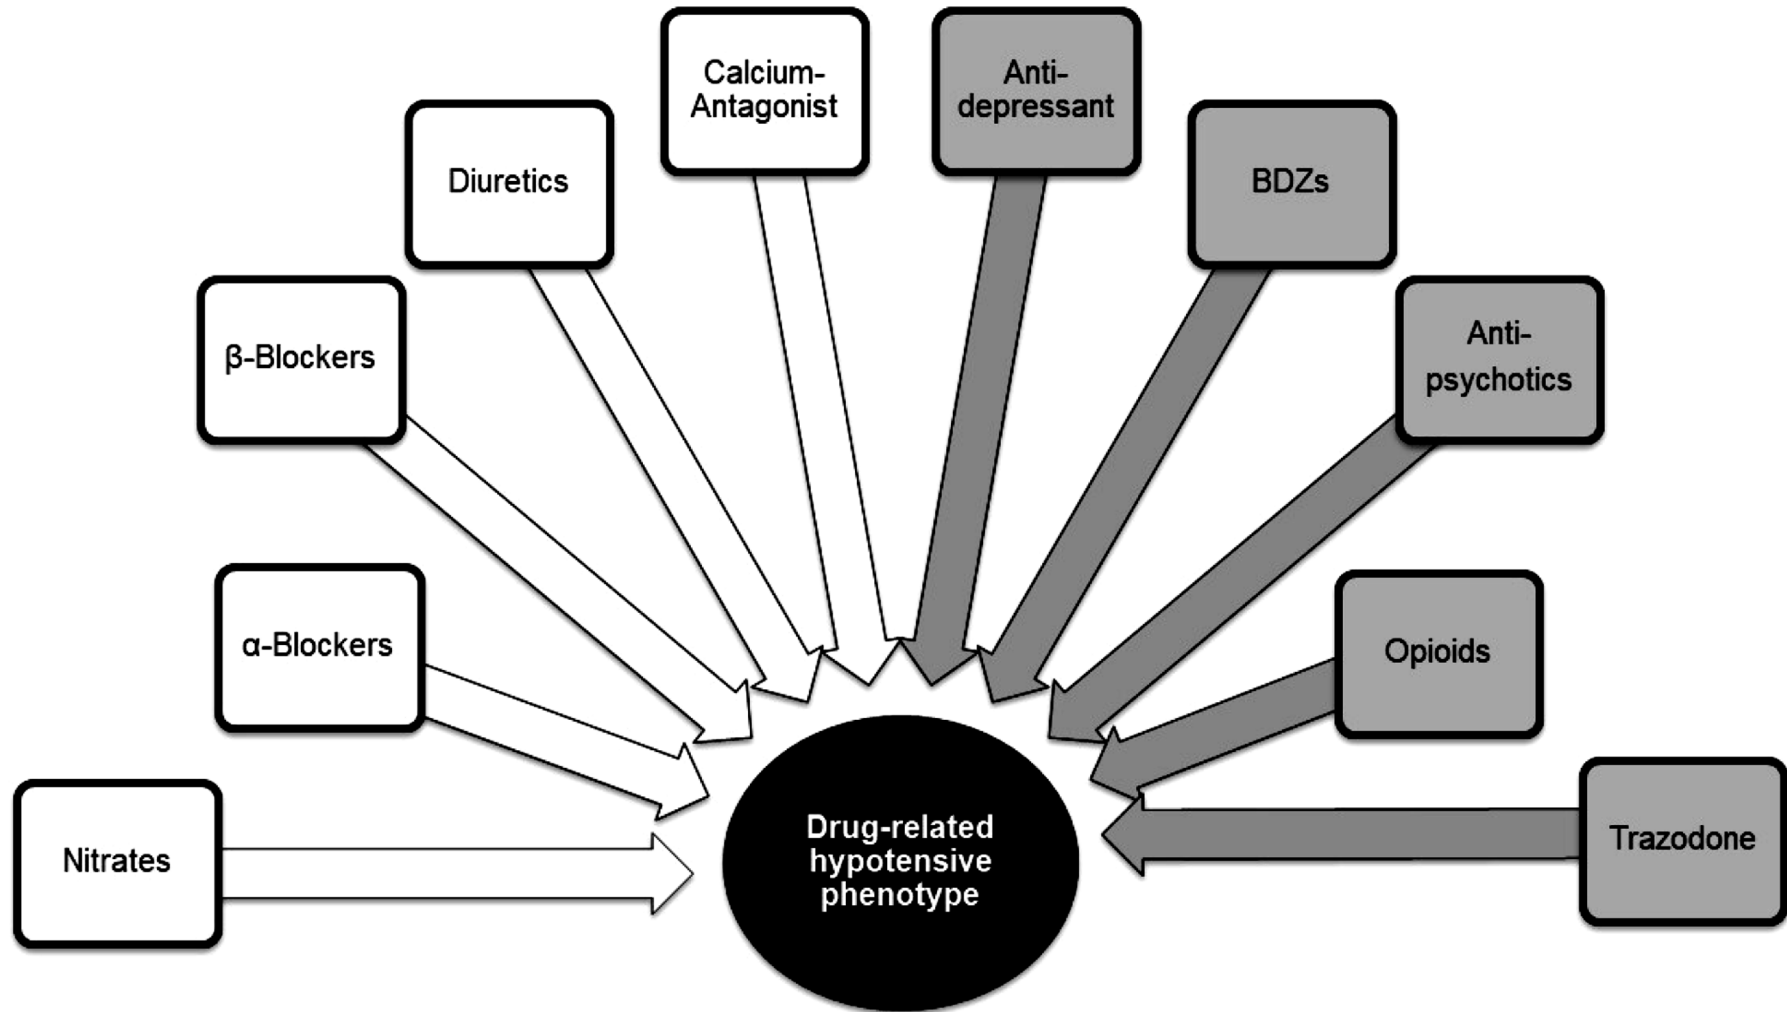 Calcium-
Antagonist
Anti-
depressant
Diuretics
BDZs
β-Blockers
Anti-
psychotics
α-Blockers
Opioids
Nitrates
Trazodone
Drug-related
hypotensive
phenotype